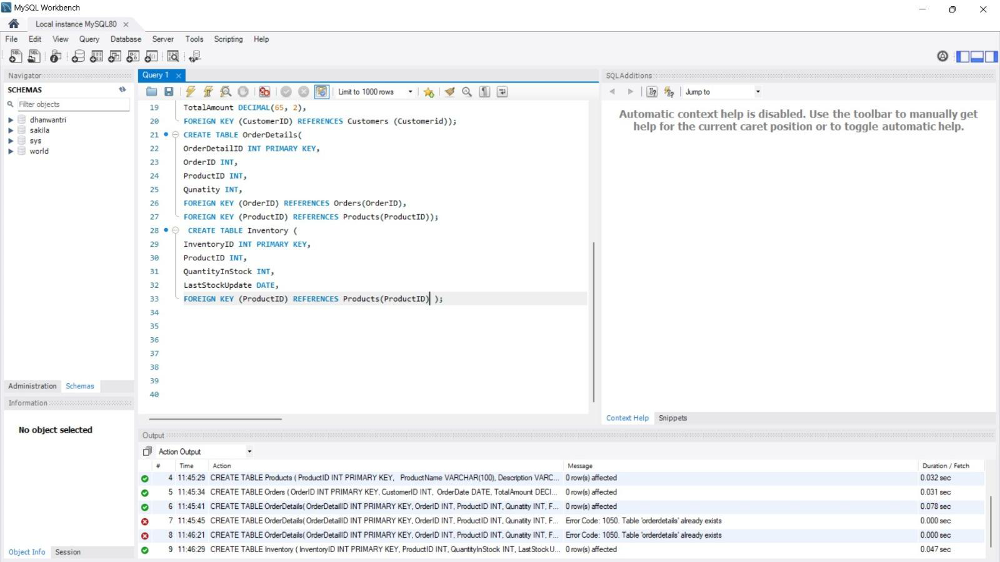 MySQL Workbench
Local instance MySQL80
File Edit View Query Database Server Tools Scripting Help
Navigator
SCHEMAS
Filter objects
dhanwantri
sakila
sys
world
Administration Schemas
Information
No object selected
Object Info Session
Query 1
Limit to 1000 rows
19 TotalAmount DECIMAL(65, 2),
20 FOREIGN KEY (CustomerID) REFERENCES Customers (Customerid));
21 CREATE TABLE OrderDetails(
22 OrderDetailID INT PRIMARY KEY,
23 OrderID INT,
24 ProductID INT,
25 Qunatity INT,
26 FOREIGN KEY (OrderID) REFERENCES Orders(OrderID),
27 FOREIGN KEY (ProductID) REFERENCES Products(ProductID));
28 CREATE TABLE Inventory (
29 InventoryID INT PRIMARY KEY,
30 ProductID INT,
31 QuantityInStock INT,
32 LastStockUpdate DATE,
33 FOREIGN KEY (ProductID) REFERENCES Products(ProductID) );
34
35
36
37
38
39
40
SQLAdditions
Jump to
Automatic context help is disabled. Use the toolbar to manually get
help for the current caret position or to toggle automatic help.
Context Help Snippets
Output
Action Output
# Time Action Message Duration / Fetch
4 11:45:29 CREATE TABLE Products ( ProductID INT PRIMARY KEY, ProductName VARCHAR(100), Description VARC... 0 row(s) affected 0.032 sec
5 11:45:34 CREATE TABLE Orders ( OrderID INT PRIMARY KEY, CustomerID INT, OrderDate DATE, TotalAmount DECI... 0 row(s) affected 0.031 sec
6 11:45:41 CREATE TABLE OrderDetails( OrderDetailID INT PRIMARY KEY, OrderID INT, ProductID INT, Qunatity INT, F... 0 row(s) affected 0.078 sec
7 11:45:45 CREATE TABLE OrderDetails( OrderDetailID INT PRIMARY KEY, OrderID INT, ProductID INT, Qunatity INT, F... Error Code: 1050. Table 'orderdetails' already exists 0.000 sec
8 11:46:21 CREATE TABLE OrderDetails( OrderDetailID INT PRIMARY KEY, OrderID INT, ProductID INT, Qunatity INT, F... Error Code: 1050. Table 'orderdetails' already exists 0.000 sec
9 11:46:29 CREATE TABLE Inventory ( InventoryID INT PRIMARY KEY, ProductID INT, QuantityInStock INT, LastStockU... 0 row(s) affected 0.047 sec